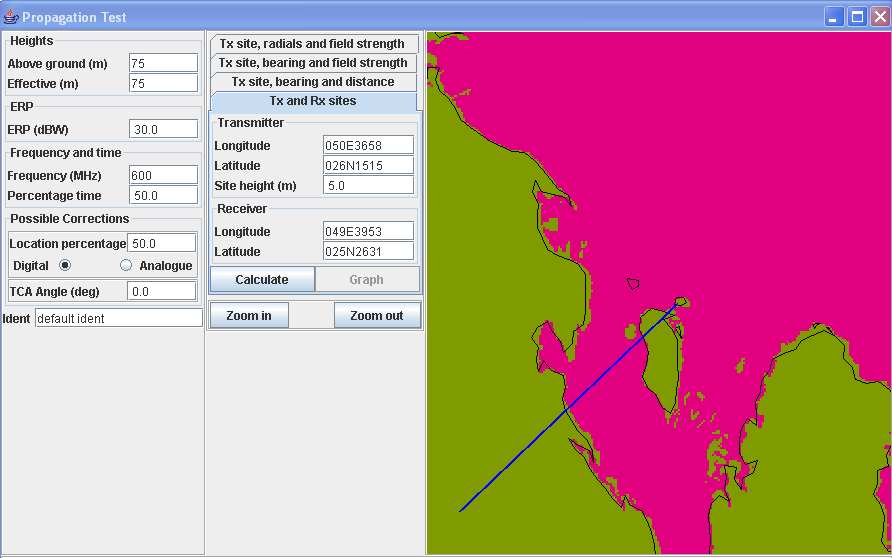 Propagation Test
Heights
Above ground (m) 75
Effective (m) 75
ERP
ERP (dBW) 30.0
Frequency and time
Frequency (MHz) 600
Percentage time 50.0
Possible Corrections
Location percentage 50.0
Digital Analogue
TCA Angle (deg) 0.0
Ident default ident
Tx site, radials and field strength
Tx site, bearing and field strength
Tx site, bearing and distance
Tx and Rx sites
Transmitter
Longitude 050E3658
Latitude 026N1515
Site height (m) 5.0
Receiver
Longitude 049E3953
Latitude 025N2631
Calculate Graph
Zoom in Zoom out